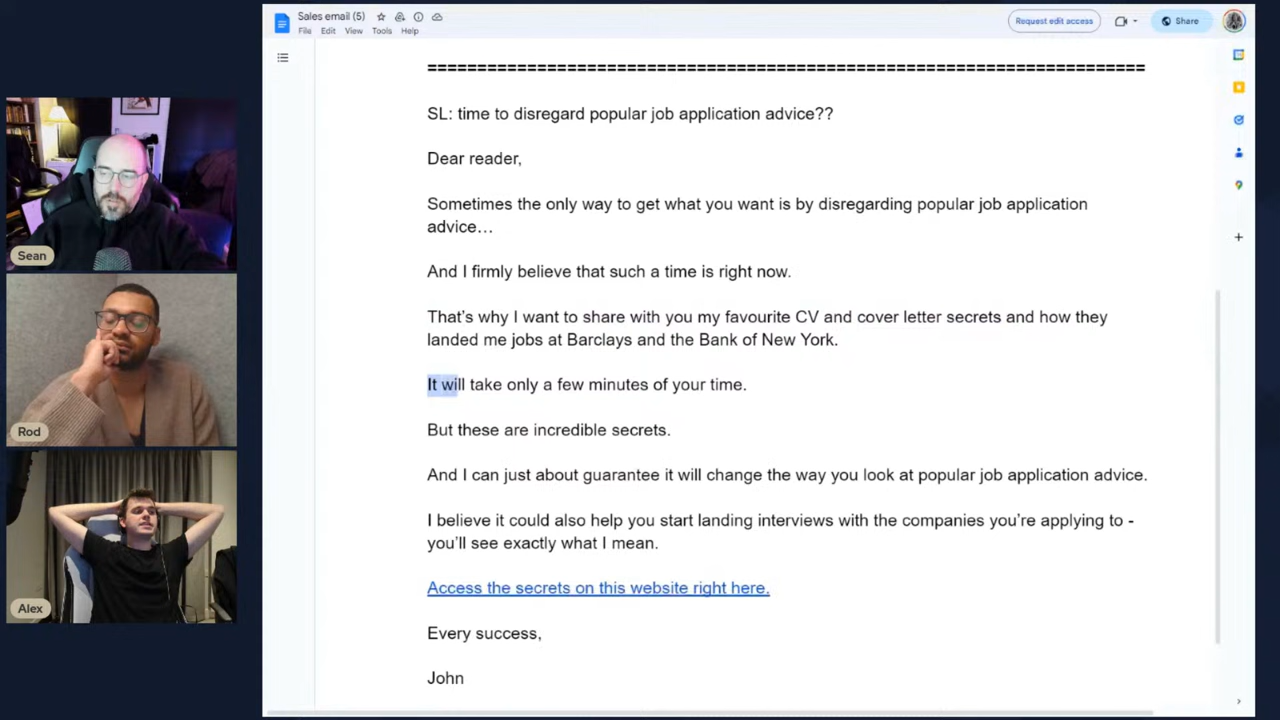 Sales email (5)
File Edit View Tools Help
Request edit access
Share
================================================================================
SL: time to disregard popular job application advice??
Dear reader,
Sometimes the only way to get what you want is by disregarding popular job application
advice…
And I firmly believe that such a time is right now.
That’s why I want to share with you my favourite CV and cover letter secrets and how they
landed me jobs at Barclays and the Bank of New York.
It will take only a few minutes of your time.
But these are incredible secrets.
And I can just about guarantee it will change the way you look at popular job application advice.
I believe it could also help you start landing interviews with the companies you’re applying to -
you’ll see exactly what I mean.
Access the secrets on this website right here.
Every success,
John
Sean
Rod
Alex